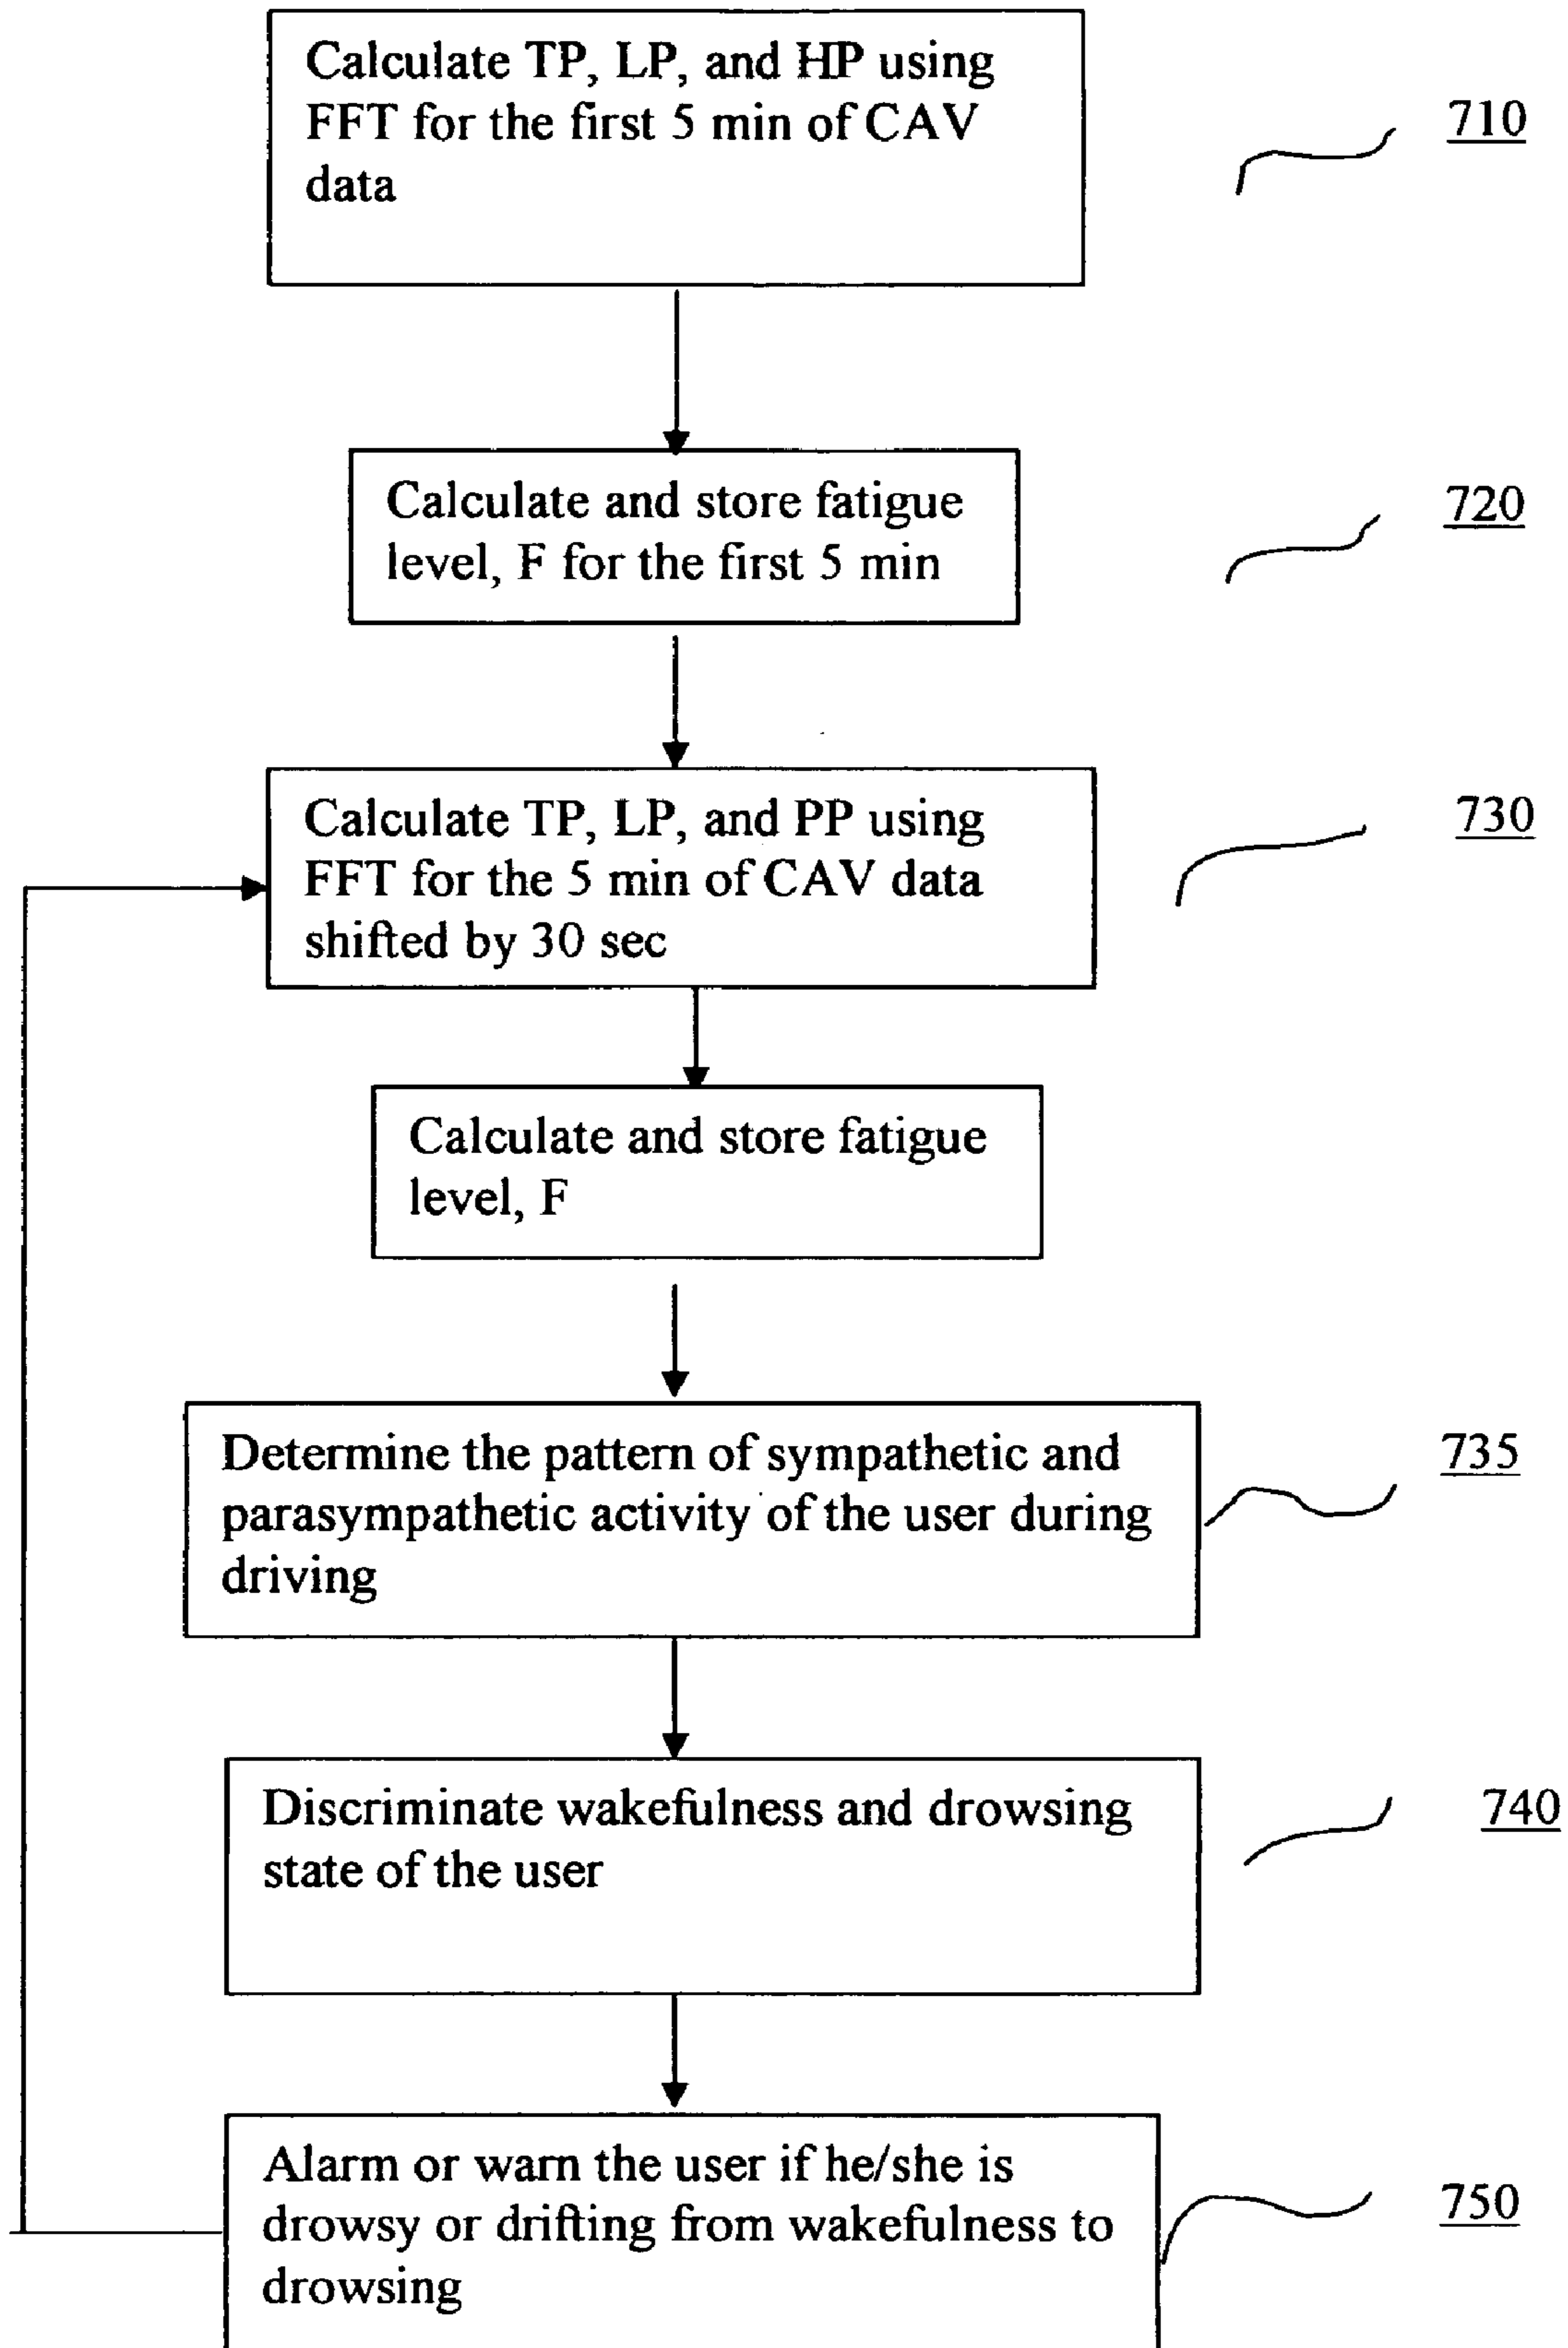 Calculate TP, LP, and HP using
FFT for the first 5 min of CAV
data
710
Calculate and store fatigue
level, F for the first 5 min
720
Calculate TP, LP, and PP using
FFT for the 5 min of CAV data
shifted by 30 sec
730
Calculate and store fatigue
level, F
Determine the pattern of sympathetic and
parasympathetic activity of the user during
driving
735
Discriminate wakefulness and drowsing
state of the user
740
Alarm or warn the user if he/she is
drowsy or drifting from wakefulness to
drowsing
750